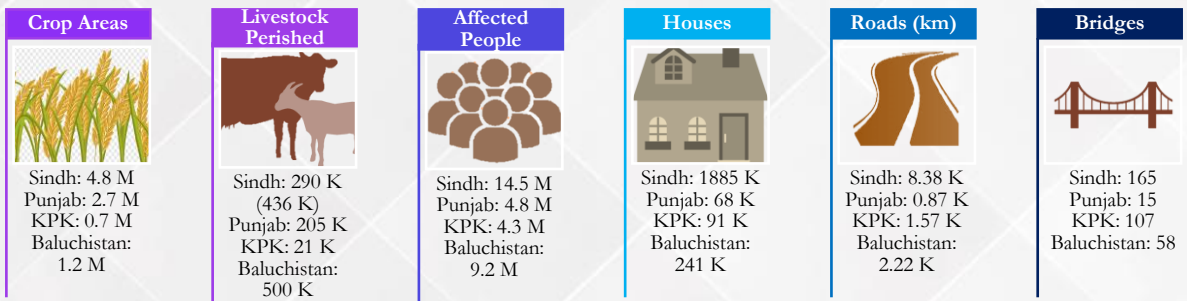 Crop Areas
Sindh: 4.8 M
Punjab: 2.7 M
KPK: 0.7 M
Baluchistan:
1.2 M
Livestock
Perished
Sindh: 290 K
(436 K)
Punjab: 205 K
KPK: 21 K
Baluchistan:
500 K
Affected
People
Sindh: 14.5 M
Punjab: 4.8 M
KPK: 4.3 M
Baluchistan:
9.2 M
Houses
Sindh: 1885 K
Punjab: 68 K
KPK: 91 K
Baluchistan:
241 K
Roads (km)
Sindh: 8.38 K
Punjab: 0.87 K
KPK: 1.57 K
Baluchistan:
2.22 K
Bridges
Sindh: 165
Punjab: 15
KPK: 107
Baluchistan: 58